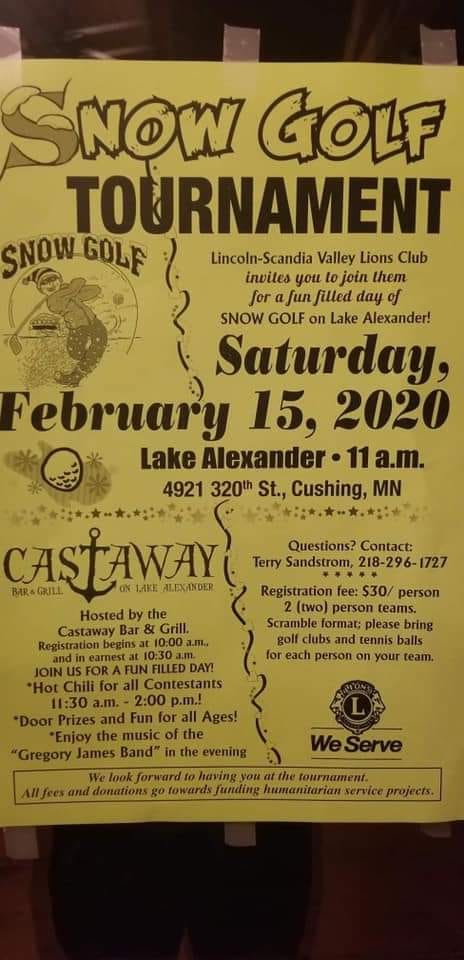 SNOW GOLF
TOURNAMENT
SNOW GOLF
Lincoln-Scandia Valley Lions Club
invites you to join them
for a fun filled day of
SNOW GOLF on Lake Alexander!
Saturday,
February 15, 2020
Lake Alexander • 11 a.m.
4921 320th St., Cushing, MN
CASTAWAY
BAR & GRILL ON LAKE ALEXANDER
Hosted by the
Castaway Bar & Grill.
Registration begins at 10:00 a.m.,
and in earnest at 10:30 a.m.
JOIN US FOR A FUN FILLED DAY!
*Hot Chili for all Contestants
11:30 a.m. - 2:00 p.m.!
*Door Prizes and Fun for all Ages!
*Enjoy the music of the
"Gregory James Band" in the evening
Questions? Contact:
Terry Sandstrom, 218-296-1727
* * * * *
Registration fee: $30/ person
2 (two) person teams.
Scramble format; please bring
golf clubs and tennis balls
for each person on your team.
LIONS
L
We Serve
We look forward to having you at the tournament.
All fees and donations go towards funding humanitarian service projects.